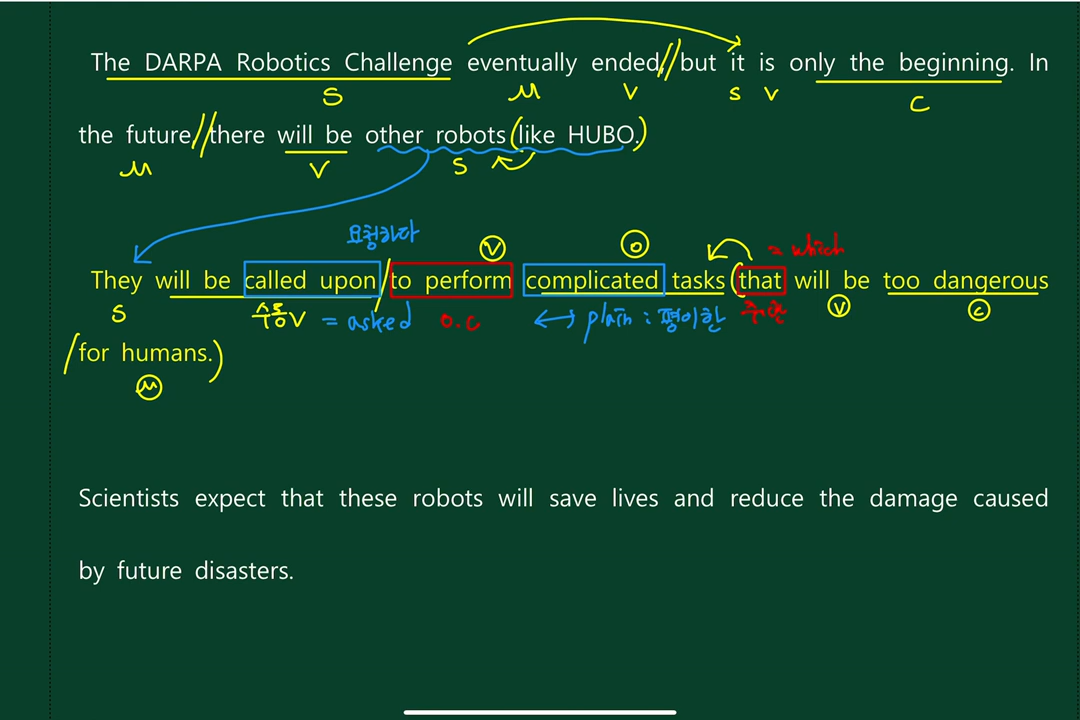 The DARPA Robotics Challenge eventually ended, but it is only the beginning. In
S M V S V C
the future, there will be other robots like HUBO.
M V S
요청하다 V O = which
They will be called upon to perform complicated tasks that will be too dangerous
S 수동V = asked O.C ↔ plain : 평이한 주관 V C
for humans.
M
Scientists expect that these robots will save lives and reduce the damage caused
by future disasters.